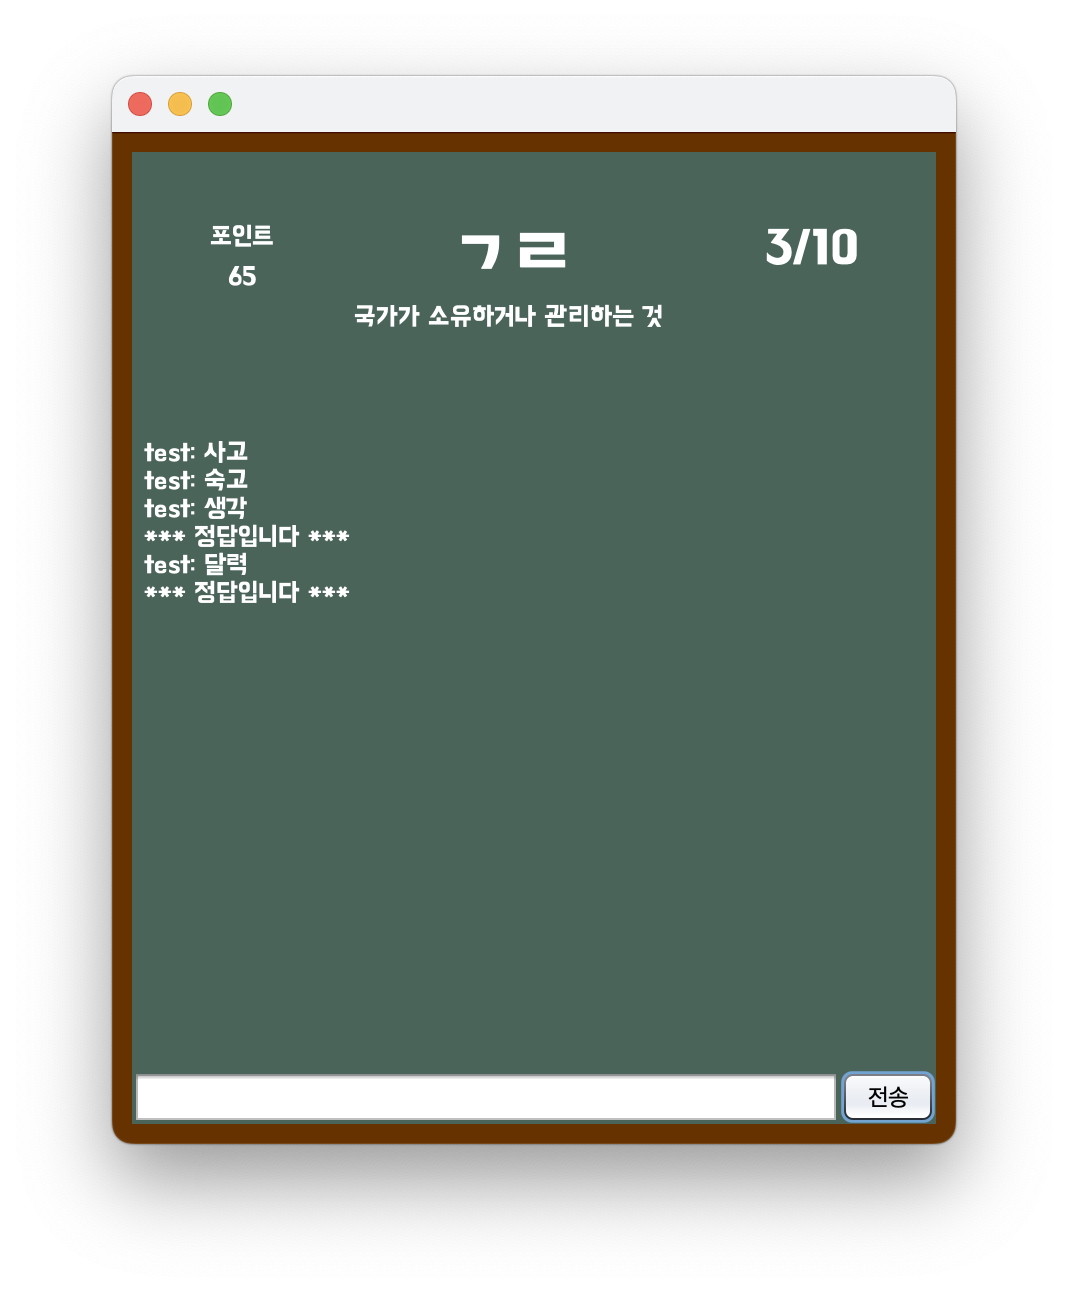 포인트
65
ㄱㄹ
3/10
국가가 소유하거나 관리하는 것
test: 사고
test: 숙고
test: 생각
*** 정답입니다 ***
test: 달력
*** 정답입니다 ***
전송